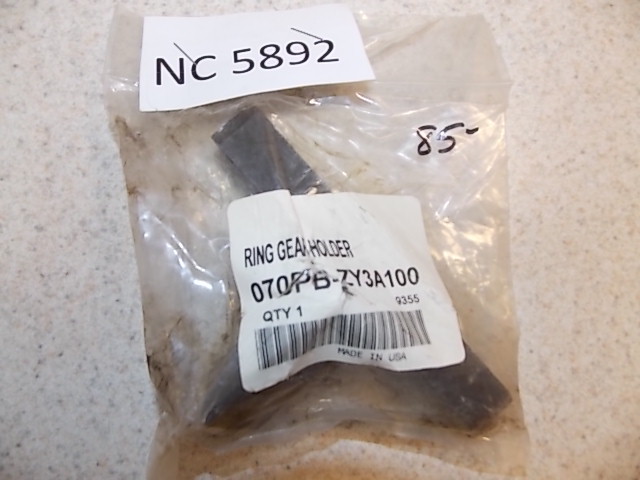 NC 5892
85-
RING GEAR HOLDER
070PB-ZY3A100
QTY 1 9355
MADE IN USA